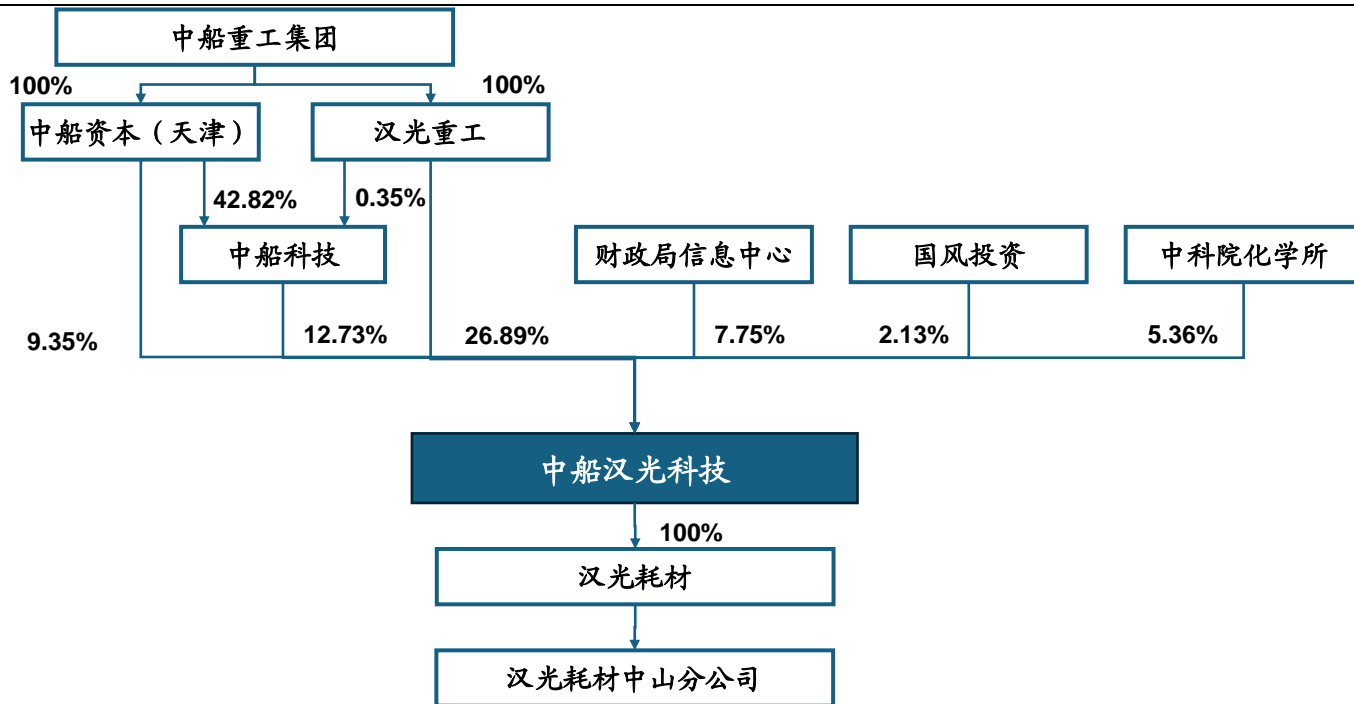 中船重工集团
100%
100%
中船资本（天津）
汉光重工
42.82%
0.35%
中船科技
财政局信息中心
国风投资
中科院化学所
9.35%
12.73%
26.89%
7.75%
2.13%
5.36%
中船汉光科技
100%
汉光耗材
汉光耗材中山分公司